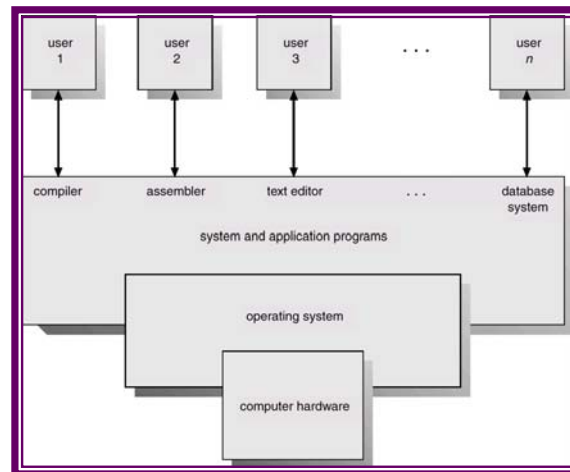 user
1
user
2
user
3
. . .
user
n
compiler
assembler
text editor
. . .
database
system
system and application programs
operating system
computer hardware